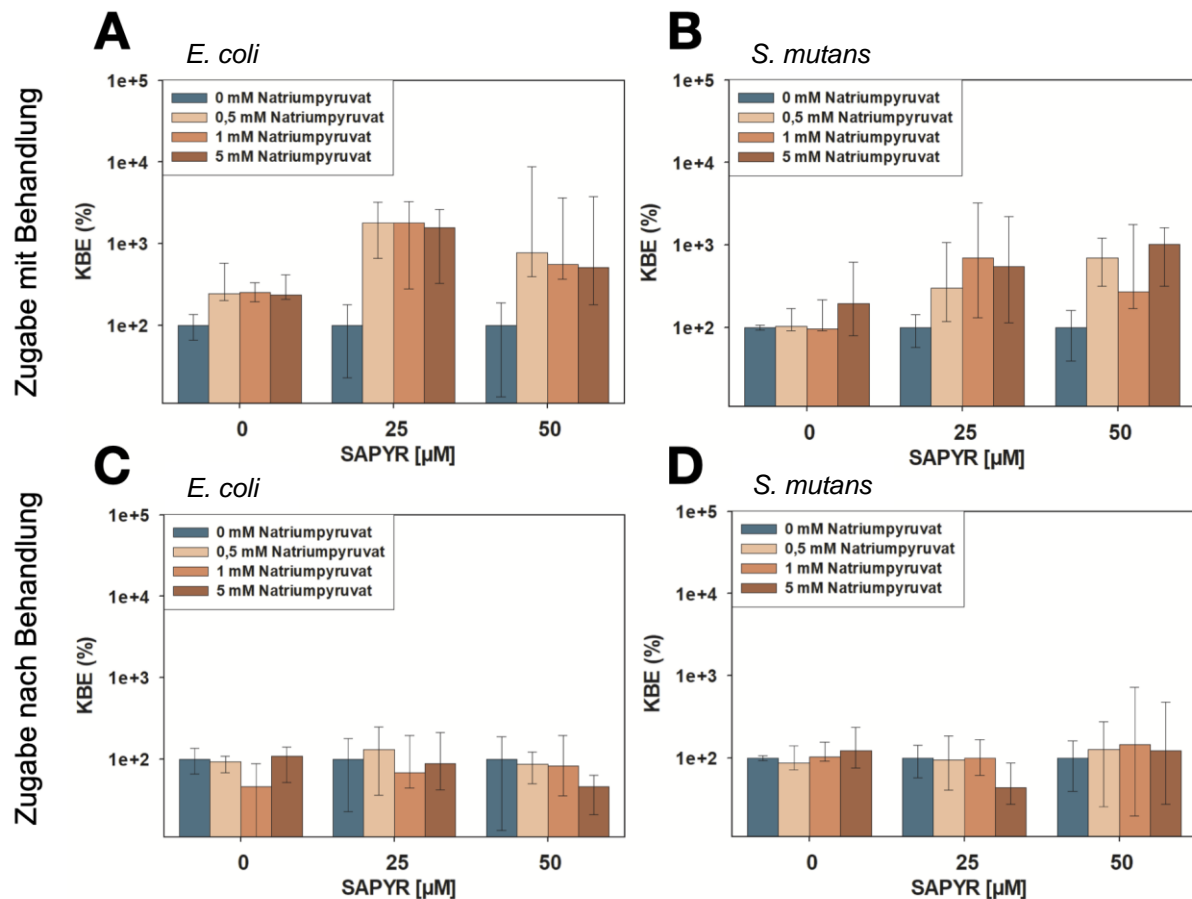 Zugabe mit Behandlung
A
E. coli
1e+5
1e+4
1e+3
1e+2
KBE (%)
0 mM Natriumpyruvat
0,5 mM Natriumpyruvat
1 mM Natriumpyruvat
5 mM Natriumpyruvat
0
25
50
SAPYR [µM]
B
S. mutans
1e+5
1e+4
1e+3
1e+2
KBE (%)
0 mM Natriumpyruvat
0,5 mM Natriumpyruvat
1 mM Natriumpyruvat
5 mM Natriumpyruvat
0
25
50
SAPYR [µM]
Zugabe nach Behandlung
C
E. coli
1e+5
1e+4
1e+3
1e+2
KBE (%)
0 mM Natriumpyruvat
0,5 mM Natriumpyruvat
1 mM Natriumpyruvat
5 mM Natriumpyruvat
0
25
50
SAPYR [µM]
D
S. mutans
1e+5
1e+4
1e+3
1e+2
KBE (%)
0 mM Natriumpyruvat
0,5 mM Natriumpyruvat
1 mM Natriumpyruvat
5 mM Natriumpyruvat
0
25
50
SAPYR [µM]